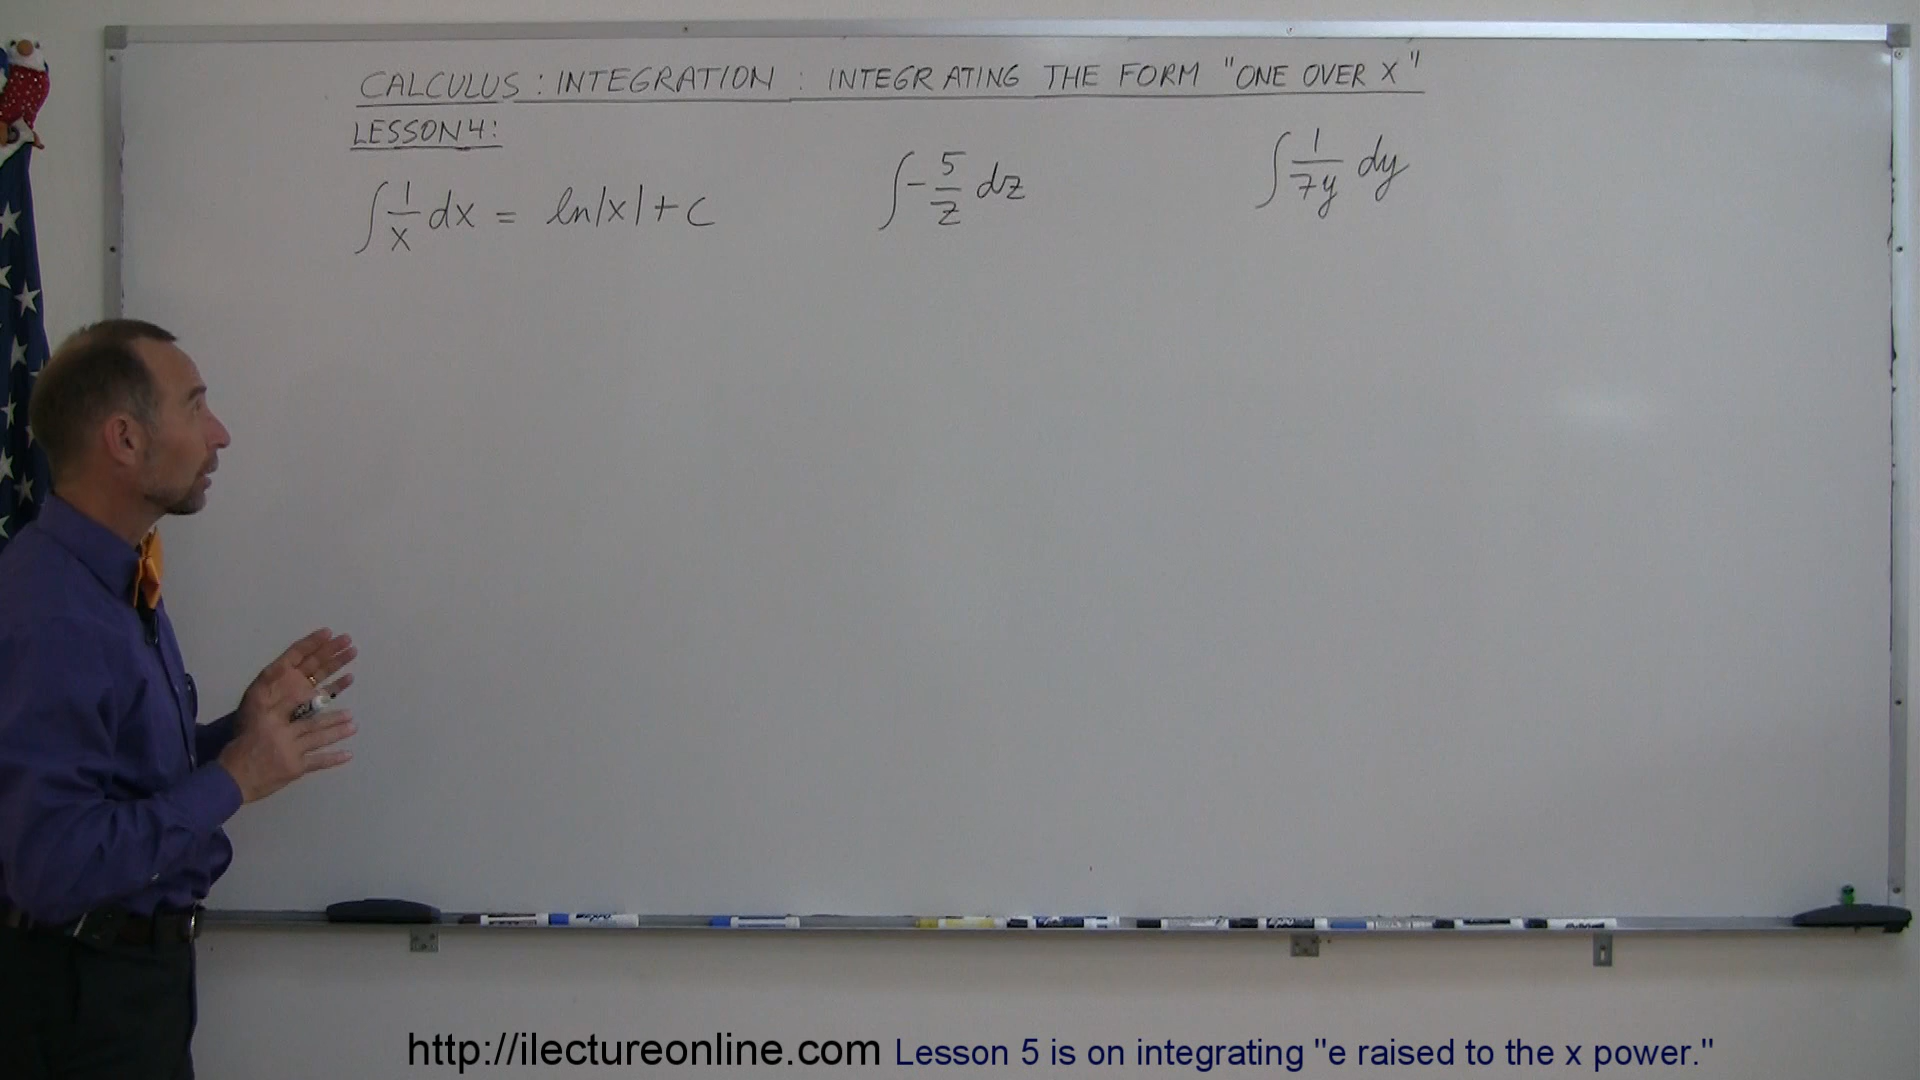 CALCULUS : INTEGRATION : INTEGRATING THE FORM "ONE OVER X"
LESSON 4:
∫ 1/x dx = ln|x| + C
∫ - 5/z dz
∫ 1/7y dy
http://ilectureonline.com Lesson 5 is on integrating "e raised to the x power."